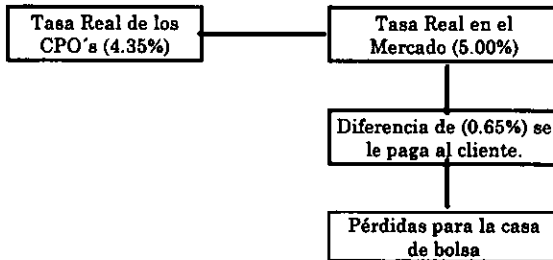 Tasa Real de los
CPO´s (4.35%)
Tasa Real en el
Mercado (5.00%)
Diferencia de (0.65%) se
le paga al cliente.
Pérdidas para la casa
de bolsa